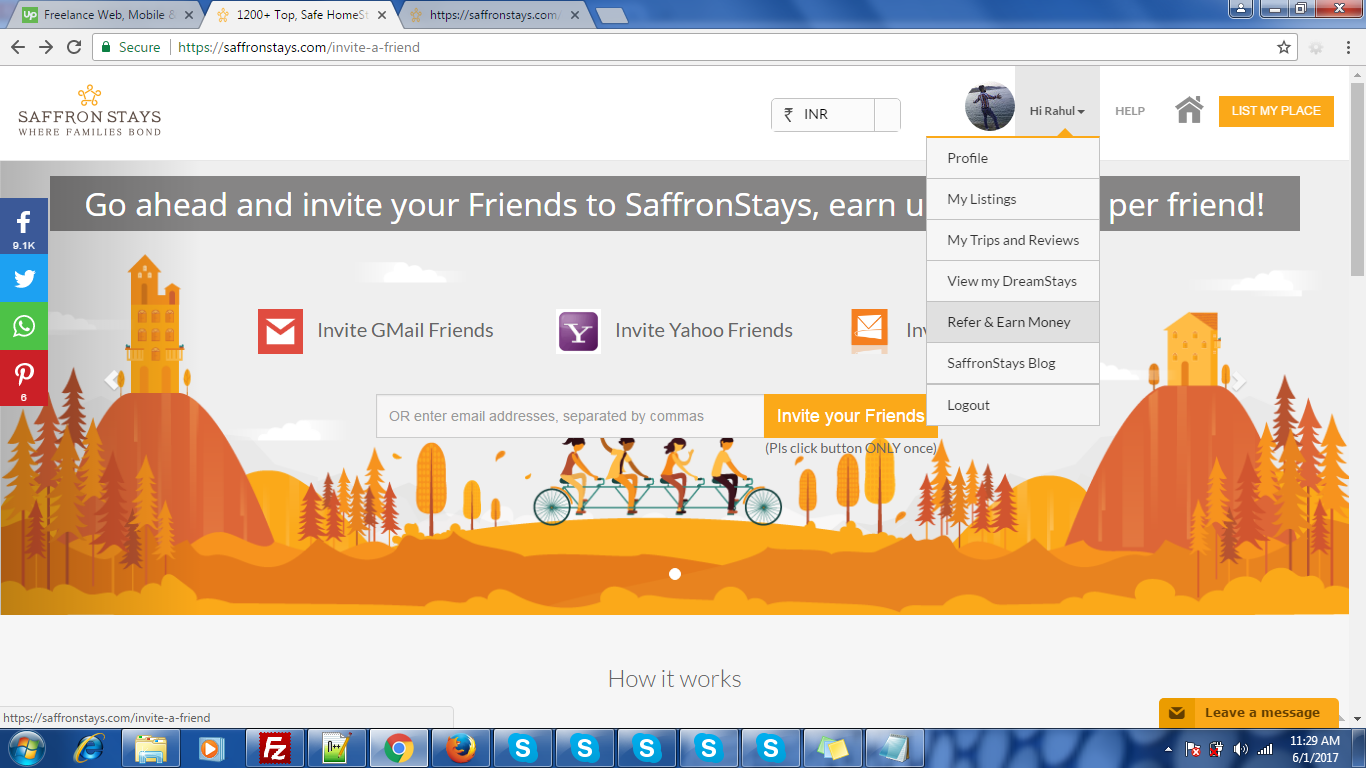 Freelance Web, Mobile &
1200+ Top, Safe HomeSt
https://saffronstays.com/
Secure
https://saffronstays.com/invite-a-friend
SAFFRON STAYS
WHERE FAMILIES BOND
₹ INR
Hi Rahul
HELP
LIST MY PLACE
Profile
My Listings
My Trips and Reviews
View my DreamStays
Refer & Earn Money
SaffronStays Blog
Logout
Go ahead and invite your Friends to SaffronStays, earn u per friend!
9.1K
6
Invite GMail Friends
Invite Yahoo Friends
OR enter email addresses, separated by commas
Invite your Friends
(Pls click button ONLY once)
How it works
https://saffronstays.com/invite-a-friend
Leave a message
11:29 AM
6/1/2017